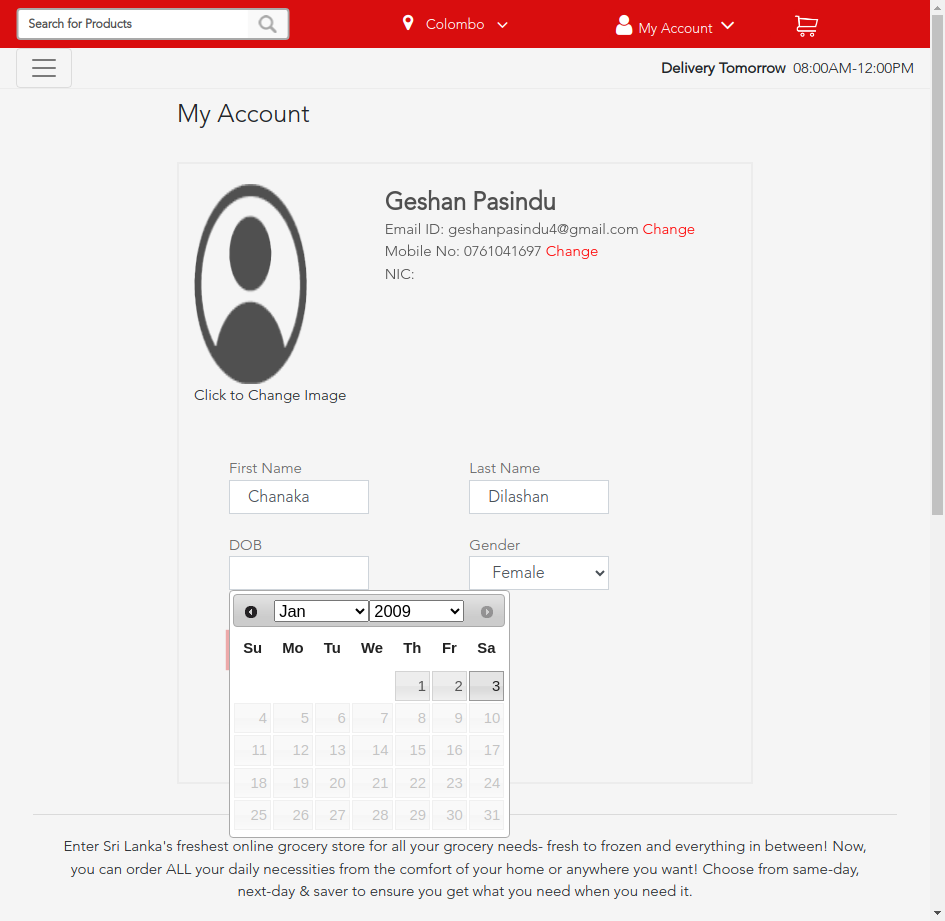 Search for Products
Colombo
My Account
Delivery Tomorrow 08:00AM-12:00PM
My Account
Geshan Pasindu
Email ID: geshanpasindu4@gmail.com Change
Mobile No: 0761041697 Change
NIC:
Click to Change Image
First Name
Last Name
Chanaka
Dilashan
DOB
Gender
Female
Jan 2009
Su Mo Tu We Th Fr Sa
1 2 3
4 5 6 7 8 9 10
11 12 13 14 15 16 17
18 19 20 21 22 23 24
25 26 27 28 29 30 31
Enter Sri Lanka's freshest online grocery store for all your grocery needs- fresh to frozen and everything in between! Now,
you can order ALL your daily necessities from the comfort of your home or anywhere you want! Choose from same-day,
next-day & saver to ensure you get what you need when you need it.